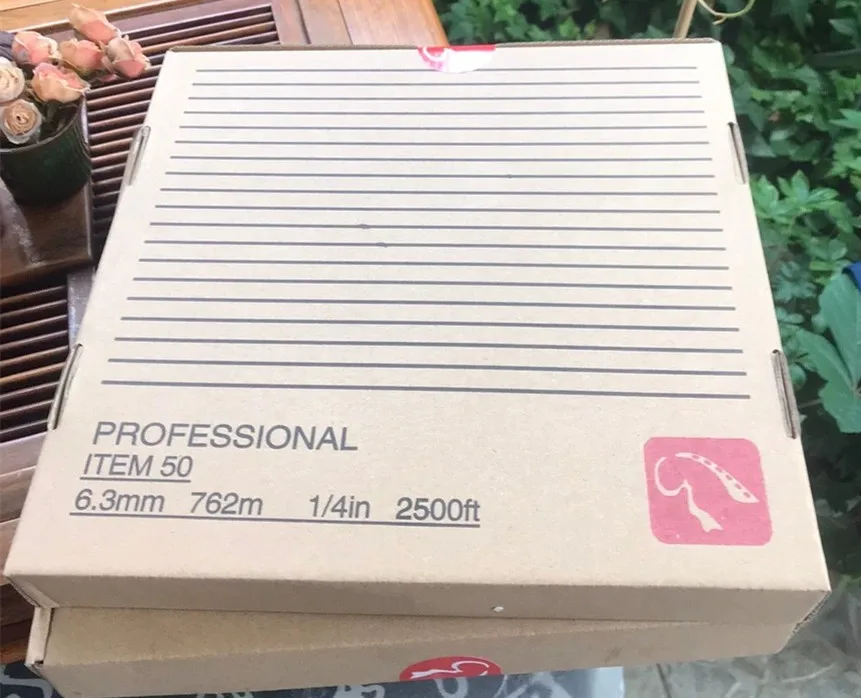 PROFESSIONAL
ITEM 50
6.3mm 762m 1/4in 2500ft